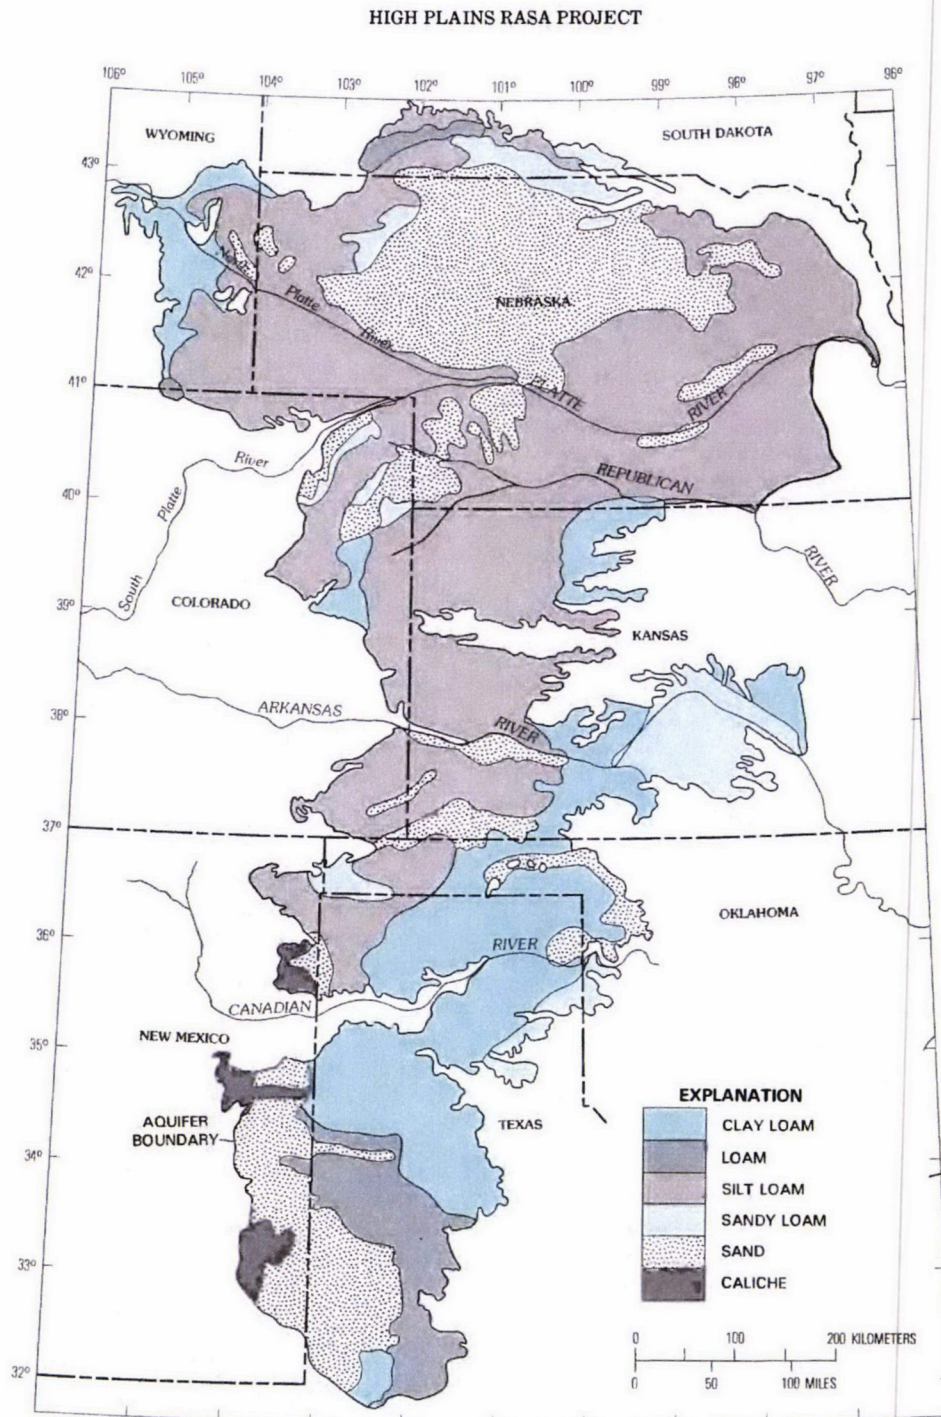 HIGH PLAINS RASA PROJECT
106° 105° 104° 103° 102° 101° 100° 99° 98° 97° 96°
WYOMING
SOUTH DAKOTA
43°
North
42°
Platte
NEBRASKA
River
41°
PLATTE
RIVER
River
REPUBLICAN
40°
Platte
RIVER
South
COLORADO
39°
KANSAS
ARKANSAS
38°
RIVER
37°
OKLAHOMA
36°
RIVER
CANADIAN
NEW MEXICO
35°
AQUIFER
BOUNDARY
TEXAS
34°
33°
32°
EXPLANATION
CLAY LOAM
LOAM
SILT LOAM
SANDY LOAM
SAND
CALICHE
0 100 200 KILOMETERS
0 50 100 MILES